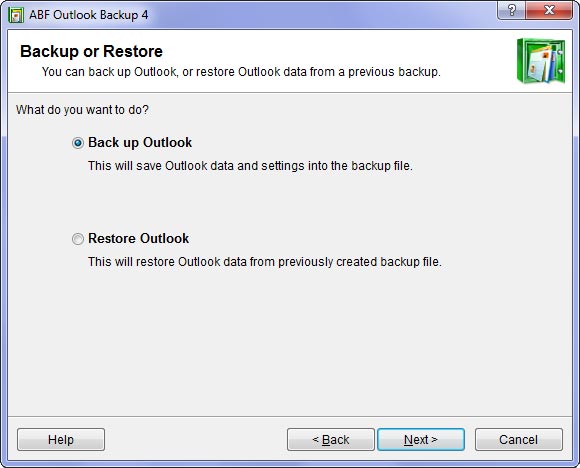 ABF Outlook Backup 4
?
Backup or Restore
You can back up Outlook, or restore Outlook data from a previous backup.
What do you want to do?
Back up Outlook
This will save Outlook data and settings into the backup file.
Restore Outlook
This will restore Outlook data from previously created backup file.
Help
< Back
Next >
Cancel